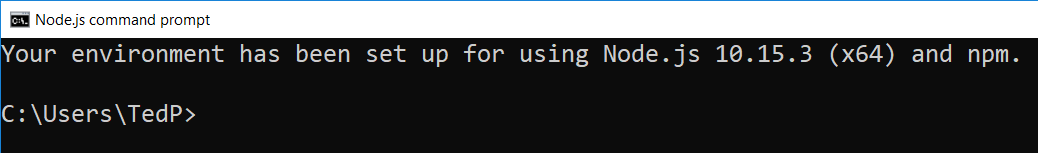 Node.js command prompt
Your environment has been set up for using Node.js 10.15.3 (x64) and npm.
C:\Users\TedP>